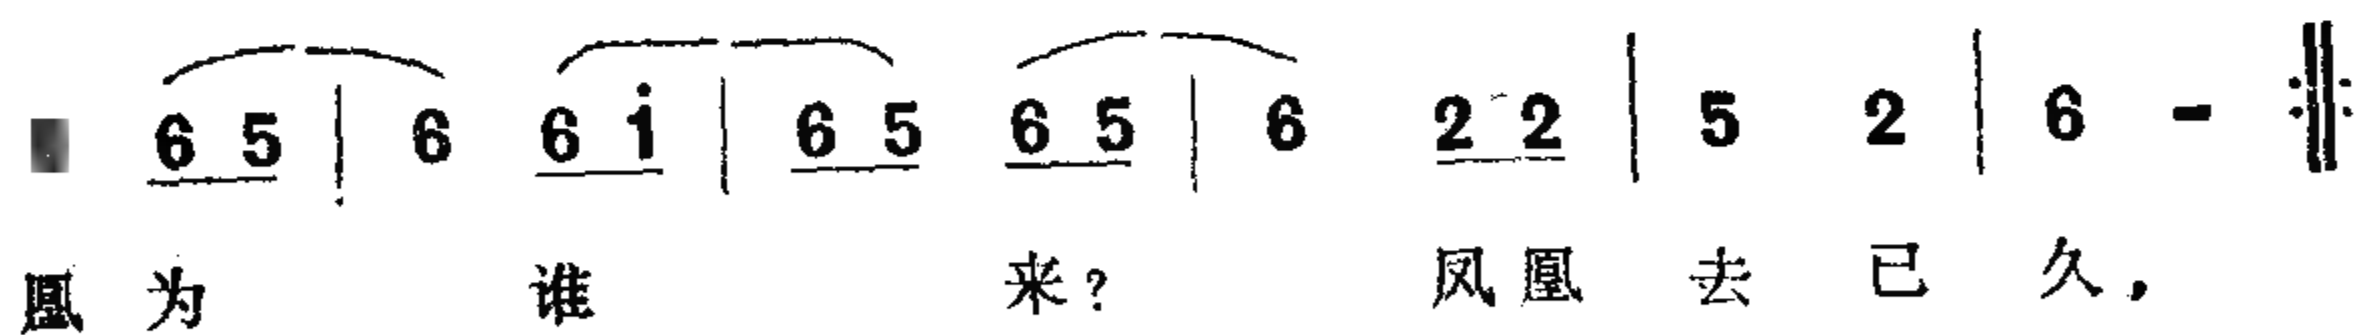 6 5 | 6 6 i̇ | 6 5 6 5 | 6 2 2 | 5 2 | 6 - :‖:
凰 为 谁 来？ 凤 凰 去 已 久，